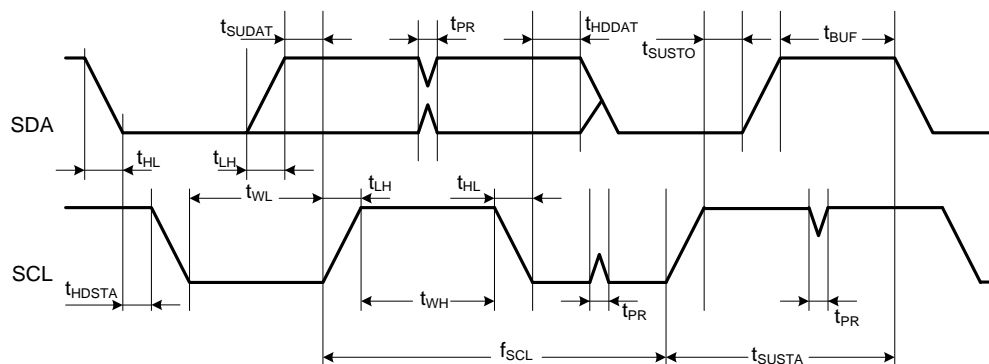 tSUDAT tPR tHDDAT tSUSTO tBUF
SDA
tHL tLH tWL tLH tHL
SCL
tHDSTA tWH tPR tPR
fSCL tSUSTA